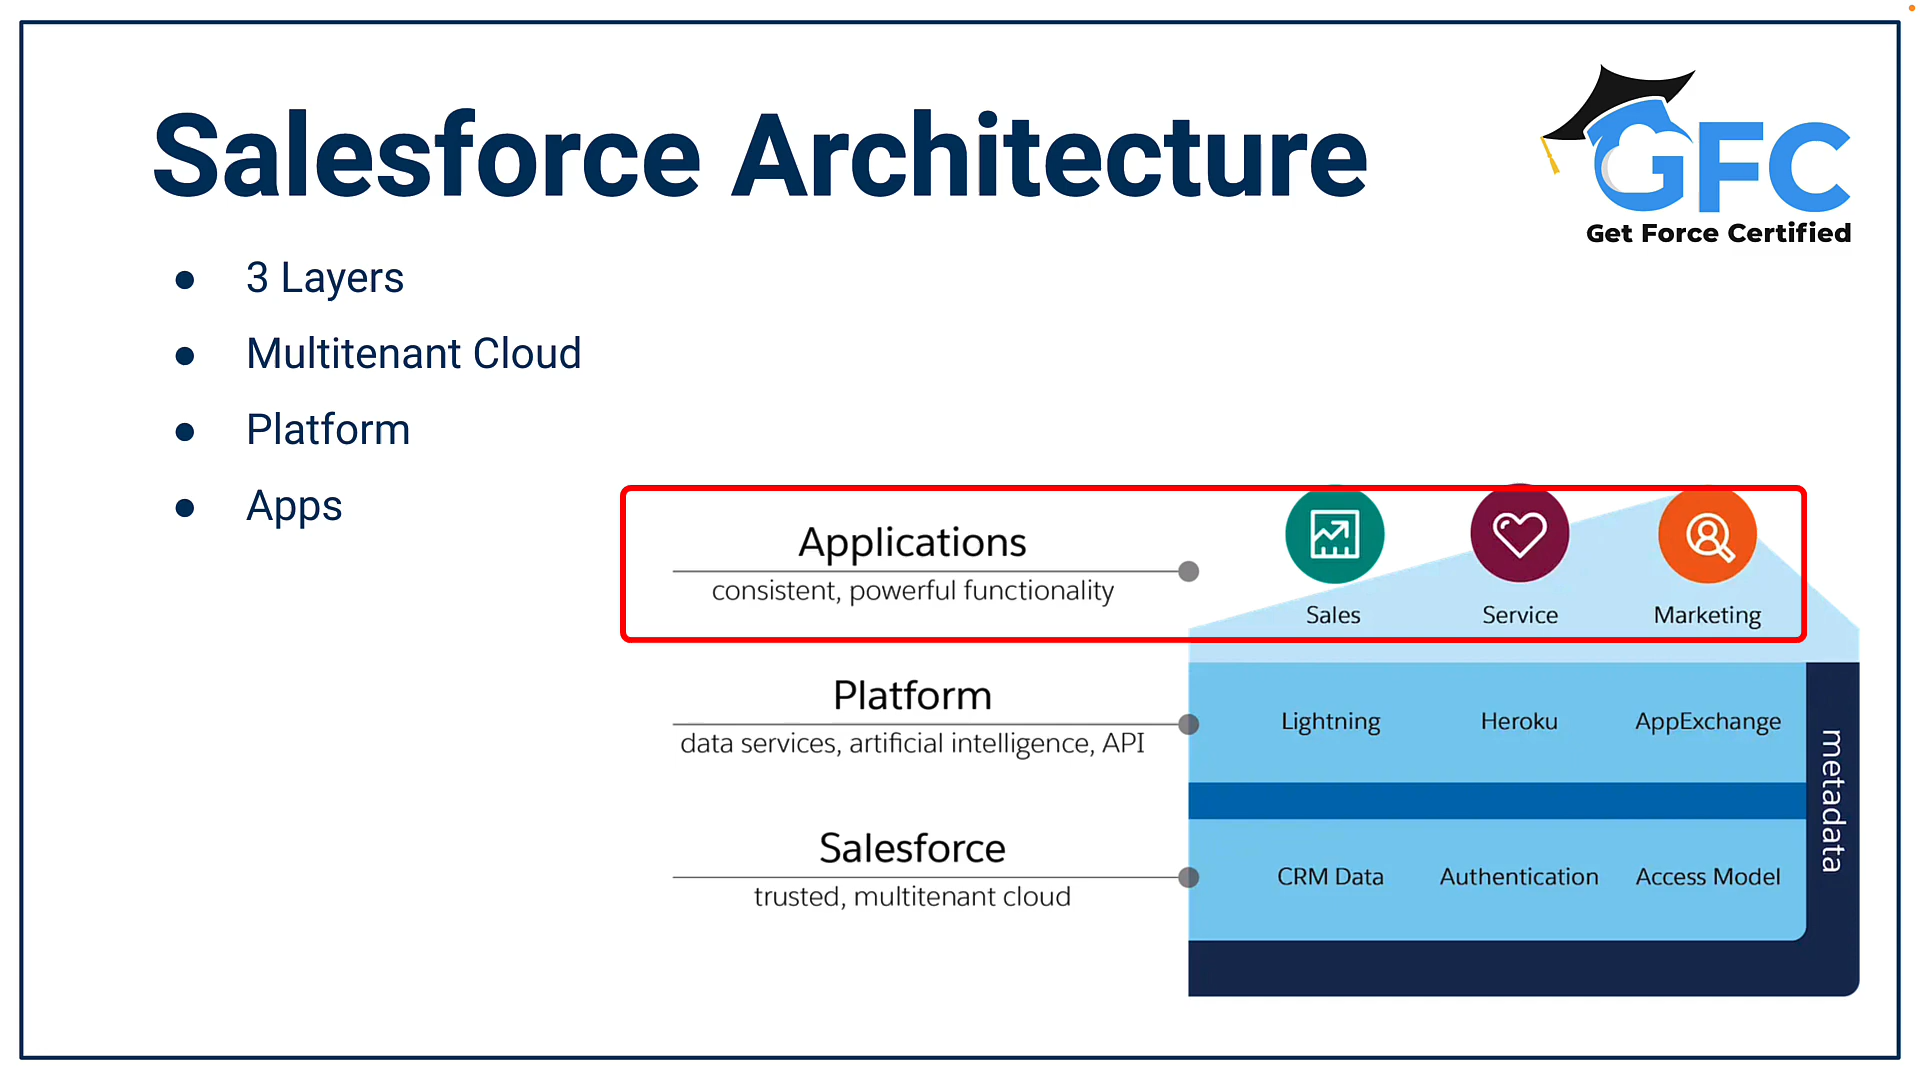 Salesforce Architecture
GFC
Get Force Certified
● 3 Layers
● Multitenant Cloud
● Platform
● Apps
Applications
consistent, powerful functionality
Sales Service Marketing
Platform
data services, artificial intelligence, API
Lightning Heroku AppExchange
Salesforce
trusted, multitenant cloud
CRM Data Authentication Access Model
metadata